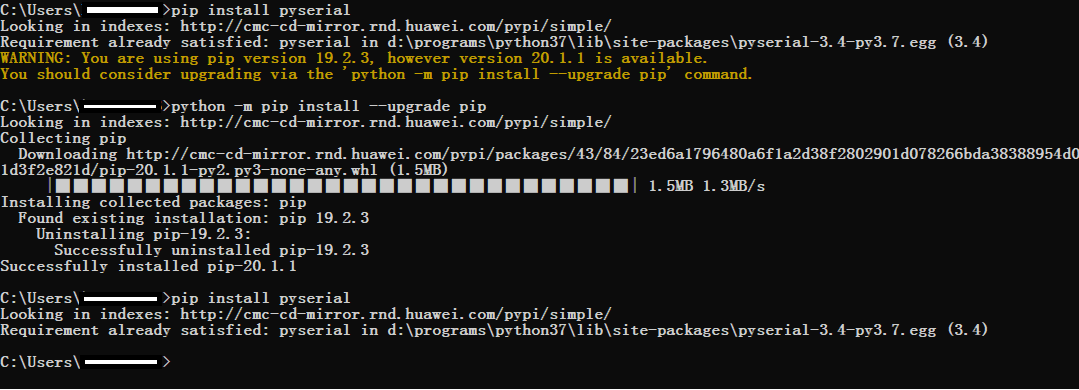 C:\Users\ >pip install pyserial
Looking in indexes: http://cmc-cd-mirror.rnd.huawei.com/pypi/simple/
Requirement already satisfied: pyserial in d:\programs\python37\lib\site-packages\pyserial-3.4-py3.7.egg (3.4)
WARNING: You are using pip version 19.2.3, however version 20.1.1 is available.
You should consider upgrading via the 'python -m pip install --upgrade pip' command.
C:\Users\ >python -m pip install --upgrade pip
Looking in indexes: http://cmc-cd-mirror.rnd.huawei.com/pypi/simple/
Collecting pip
Downloading http://cmc-cd-mirror.rnd.huawei.com/pypi/packages/43/84/23ed6a1796480a6f1a2d38f2802901d078266bda38388954d0
1d3f2e821d/pip-20.1.1-py2.py3-none-any.whl (1.5MB)
1.5MB 1.3MB/s
Installing collected packages: pip
Found existing installation: pip 19.2.3
Uninstalling pip-19.2.3:
Successfully uninstalled pip-19.2.3
Successfully installed pip-20.1.1
C:\Users\ >pip install pyserial
Looking in indexes: http://cmc-cd-mirror.rnd.huawei.com/pypi/simple/
Requirement already satisfied: pyserial in d:\programs\python37\lib\site-packages\pyserial-3.4-py3.7.egg (3.4)
C:\Users\ >